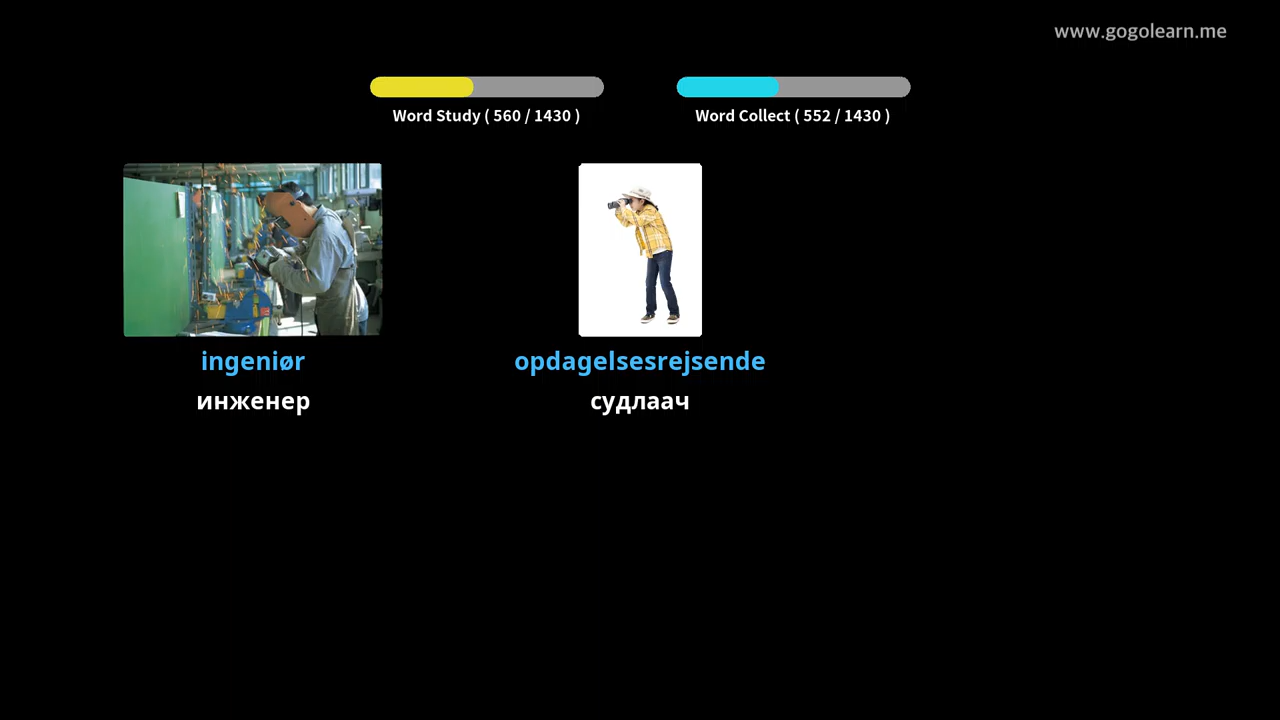 www.gogolearn.me
Word Study ( 560 / 1430 )
Word Collect ( 552 / 1430 )
ingeniør
opdagelsesrejsende
инженер
судлаач